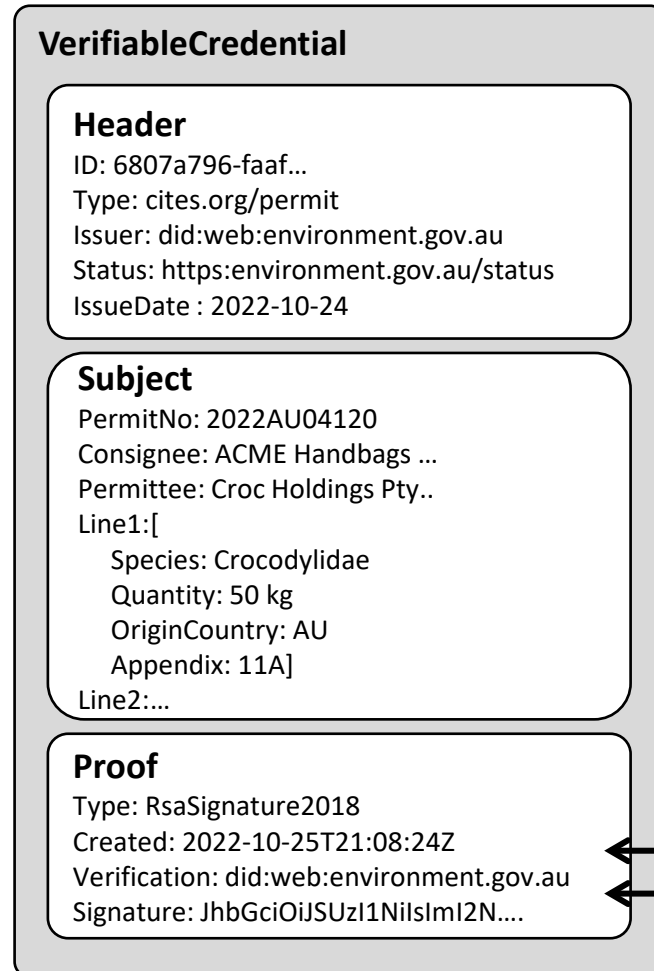 VerifiableCredential
Header
ID: 6807a796-faaf…
Type: cites.org/permit
Issuer: did:web:environment.gov.au
Status: https:environment.gov.au/status
IssueDate : 2022-10-24
Subject
PermitNo: 2022AU04120
Consignee: ACME Handbags …
Permittee: Croc Holdings Pty..
Line1:[
Species: Crocodylidae
Quantity: 50 kg
OriginCountry: AU
Appendix: 11A]
Line2:…
Proof
Type: RsaSignature2018
Created: 2022-10-25T21:08:24Z
Verification: did:web:environment.gov.au
Signature: JhbGciOiJSUzI1NiIsImI2N….